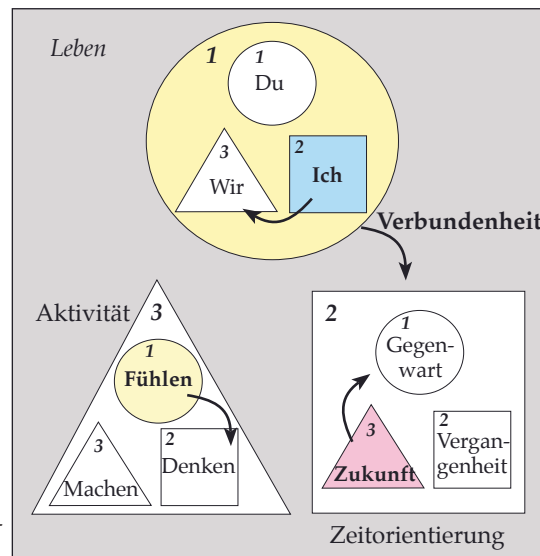 Leben
1
1
Du
3
Wir
2
Ich
Verbundenheit
Aktivität
3
1
Fühlen
3
Machen
2
Denken
2
1
Gegen-
wart
3
Zukunft
2
Vergan-
genheit
Zeitorientierung